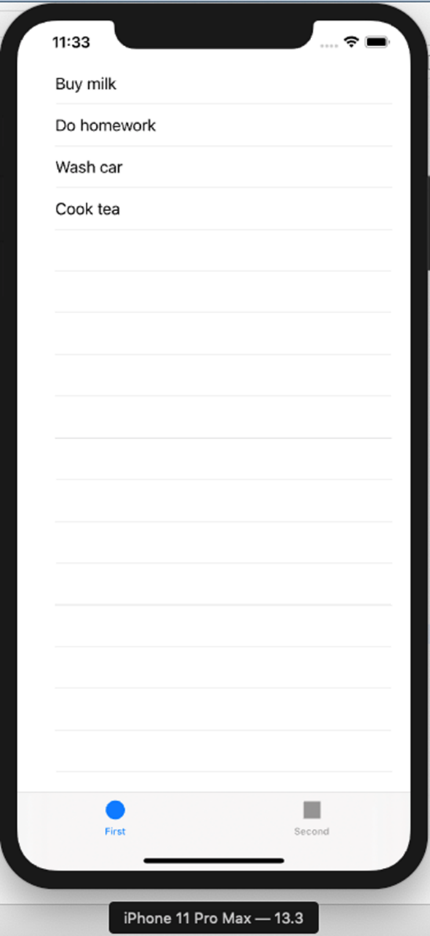 11:33
Buy milk
Do homework
Wash car
Cook tea
First
Second
iPhone 11 Pro Max — 13.3